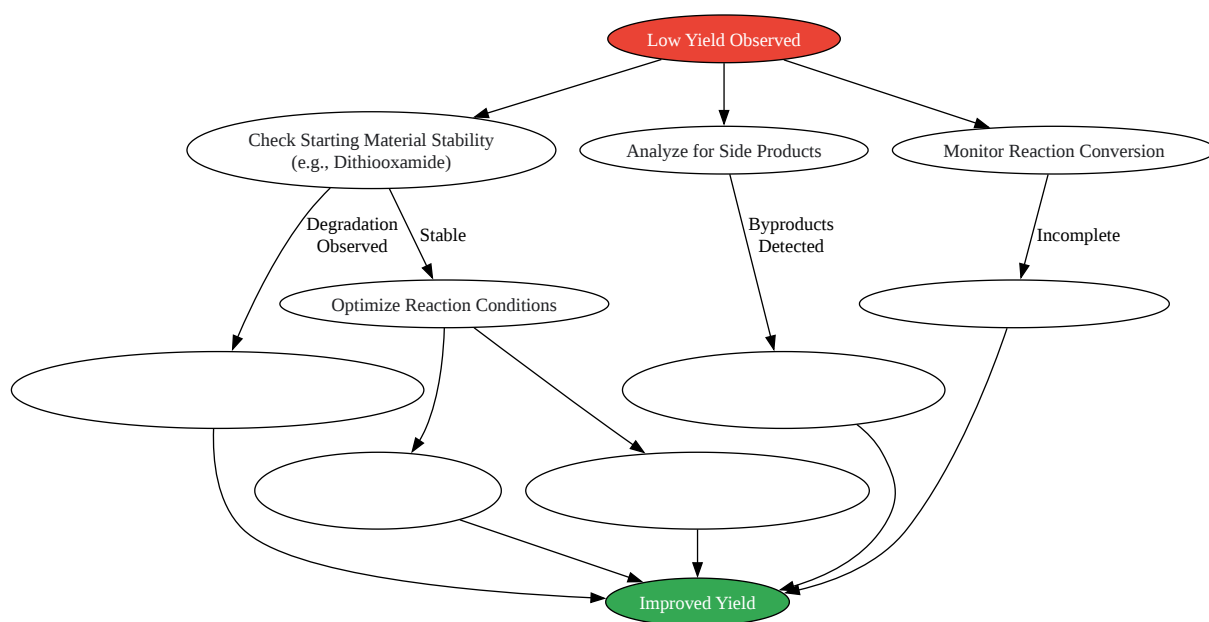 Low Yield Observed
Check Starting Material Stability
(e.g., Dithiooxamide)
Analyze for Side Products
Monitor Reaction Conversion
Degradation
Observed
Stable
Byproducts
Detected
Incomplete
Optimize Reaction Conditions
Improved Yield